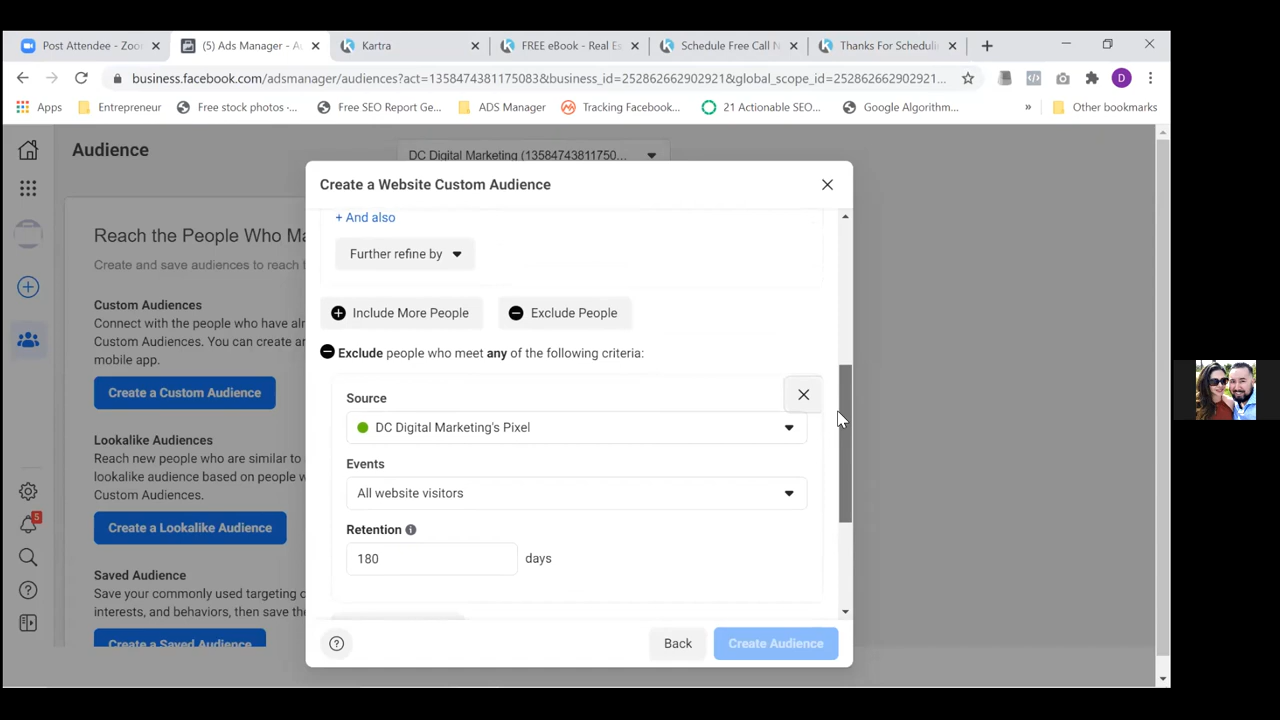 Post Attendee - Zoo
(5) Ads Manager - A
Kartra
FREE eBook - Real Es
Schedule Free Call N
Thanks For Schedulin
business.facebook.com/adsmanager/audiences?act=1358474381175083&business_id=252862662902921&global_scope_id=252862662902921...
D
Apps
Entrepreneur
Free stock photos -...
Free SEO Report Ge...
ADS Manager
Tracking Facebook...
21 Actionable SEO...
Google Algorithm...
»
Other bookmarks
Audience
DC Digital Marketing (13584743811750...
Create a Website Custom Audience
Reach the People Who Ma
Create and save audiences to reach
Custom Audiences
Connect with the people who have al
Custom Audiences. You can create a
mobile app.
Create a Custom Audience
Lookalike Audiences
Reach new people who are similar to
lookalike audience based on people w
Custom Audiences.
Create a Lookalike Audience
Saved Audience
Save your commonly used targeting o
interests, and behaviors, then save th
Create a Saved Audience
5
+ And also
Further refine by
Include More People
Exclude People
Exclude people who meet any of the following criteria:
Source
DC Digital Marketing's Pixel
Events
All website visitors
Retention
180
days
Back
Create Audience